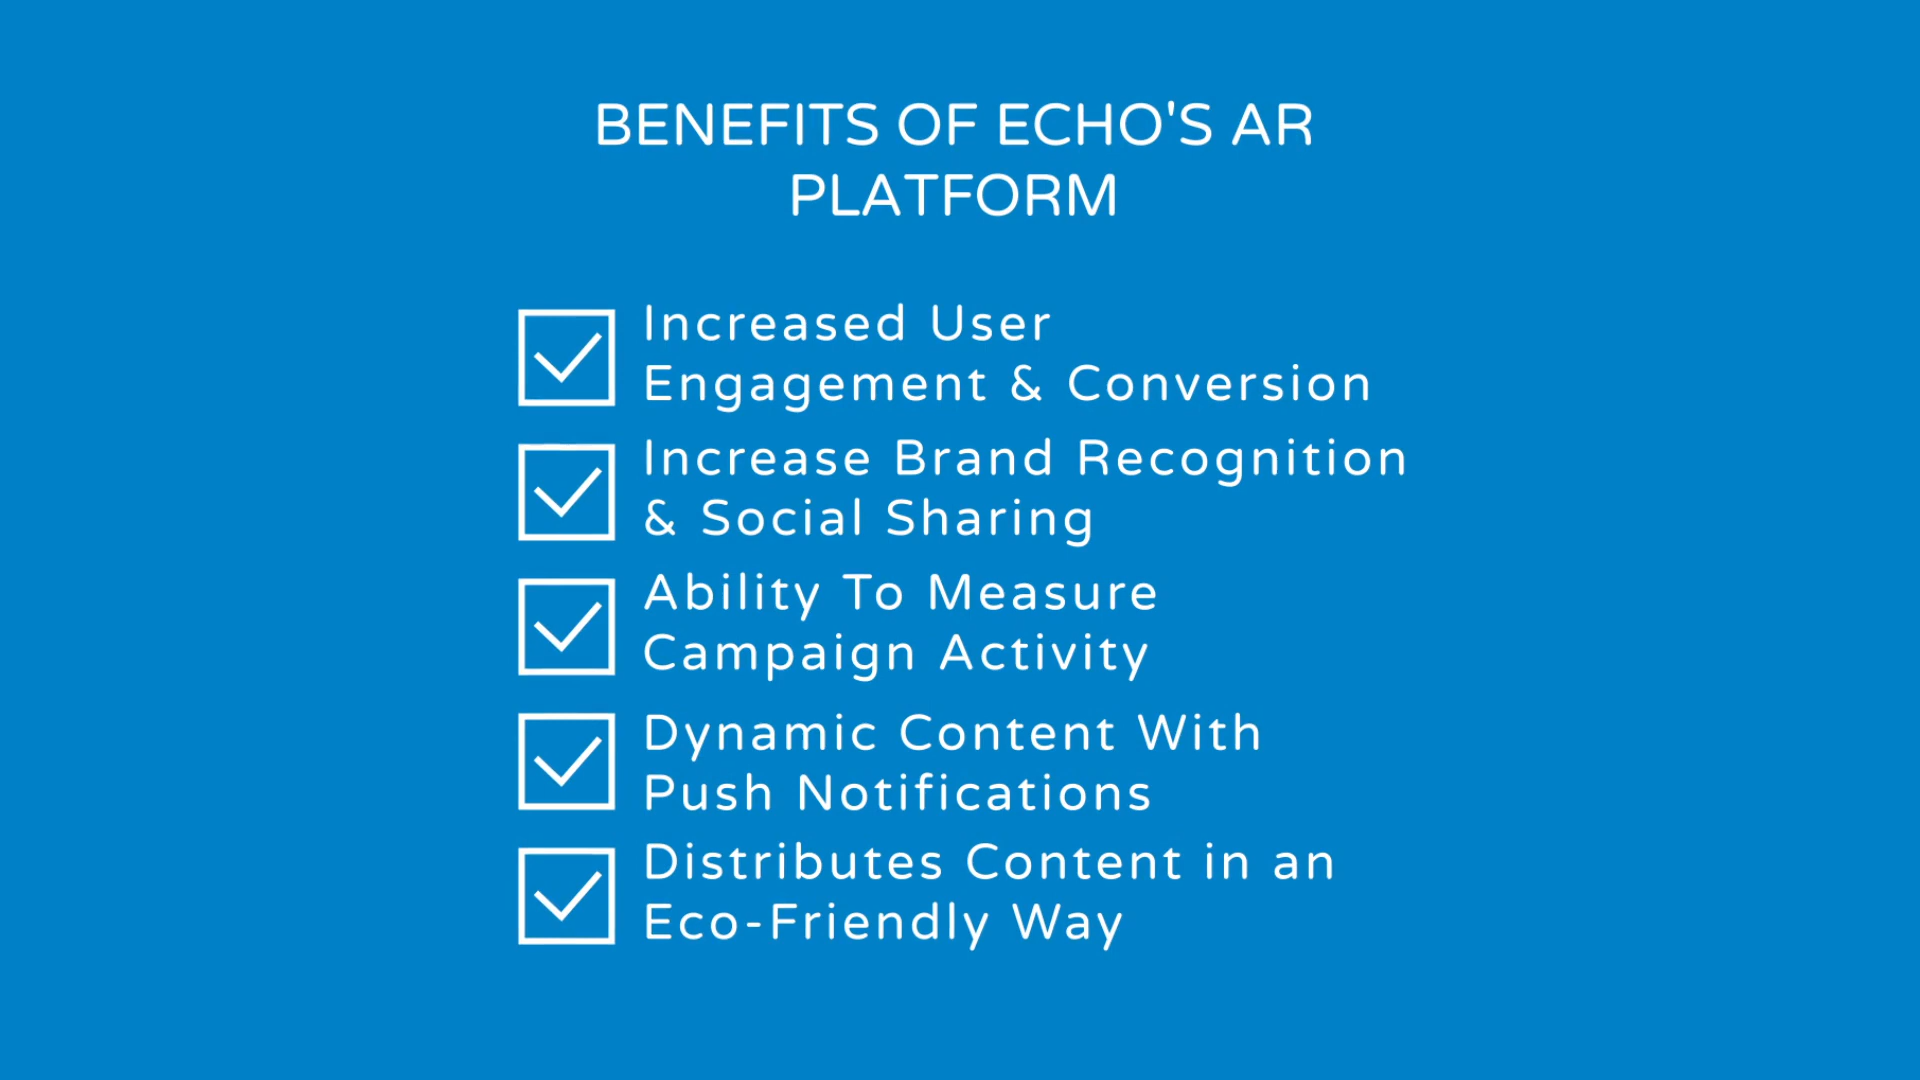 BENEFITS OF ECHO'S AR
PLATFORM
Increased User
Engagement & Conversion
Increase Brand Recognition
& Social Sharing
Ability To Measure
Campaign Activity
Dynamic Content With
Push Notifications
Distributes Content in an
Eco-Friendly Way